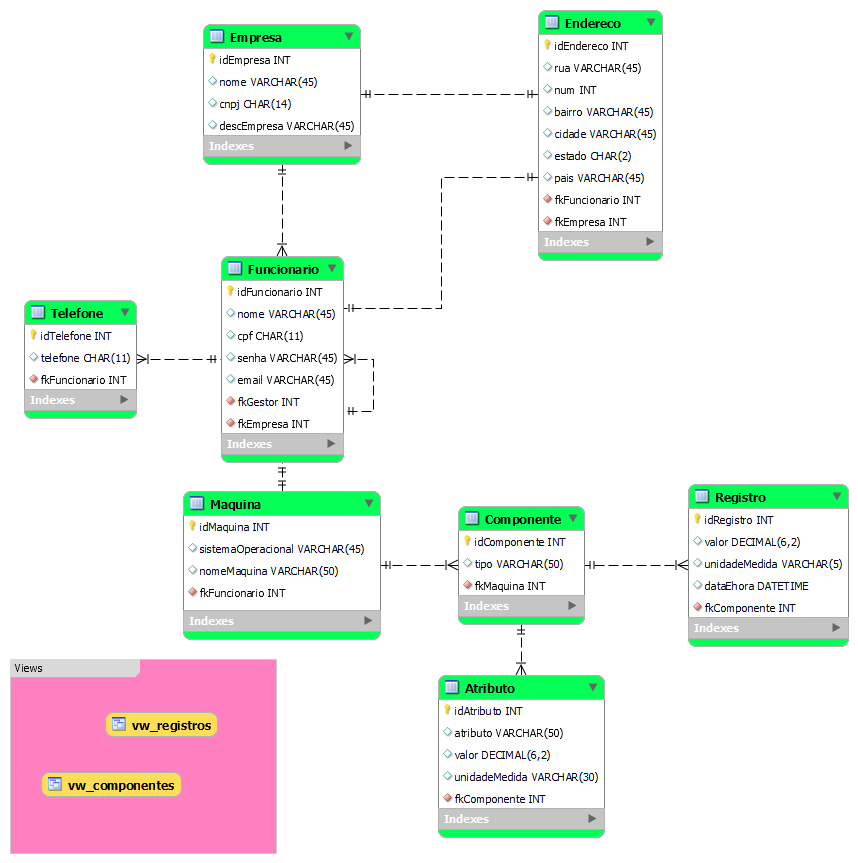 Empresa
idEmpresa INT
nome VARCHAR(45)
cnpj CHAR(14)
descEmpresa VARCHAR(45)
Indexes
Endereco
idEndereco INT
rua VARCHAR(45)
num INT
bairro VARCHAR(45)
cidade VARCHAR(45)
estado CHAR(2)
pais VARCHAR(45)
fkFuncionario INT
fkEmpresa INT
Indexes
Funcionario
idFuncionario INT
nome VARCHAR(45)
cpf CHAR(11)
senha VARCHAR(45)
email VARCHAR(45)
fkGestor INT
fkEmpresa INT
Indexes
Telefone
idTelefone INT
telefone CHAR(11)
fkFuncionario INT
Indexes
Maquina
idMaquina INT
sistemaOperacional VARCHAR(45)
nomeMaquina VARCHAR(50)
fkFuncionario INT
Indexes
Componente
idComponente INT
tipo VARCHAR(50)
fkMaquina INT
Indexes
Registro
idRegistro INT
valor DECIMAL(6,2)
unidadeMedida VARCHAR(5)
dataEhora DATETIME
fkComponente INT
Indexes
Atributo
idAtributo INT
atributo VARCHAR(50)
valor DECIMAL(6,2)
unidadeMedida VARCHAR(30)
fkComponente INT
Indexes
Views
vw_registros
vw_componentes